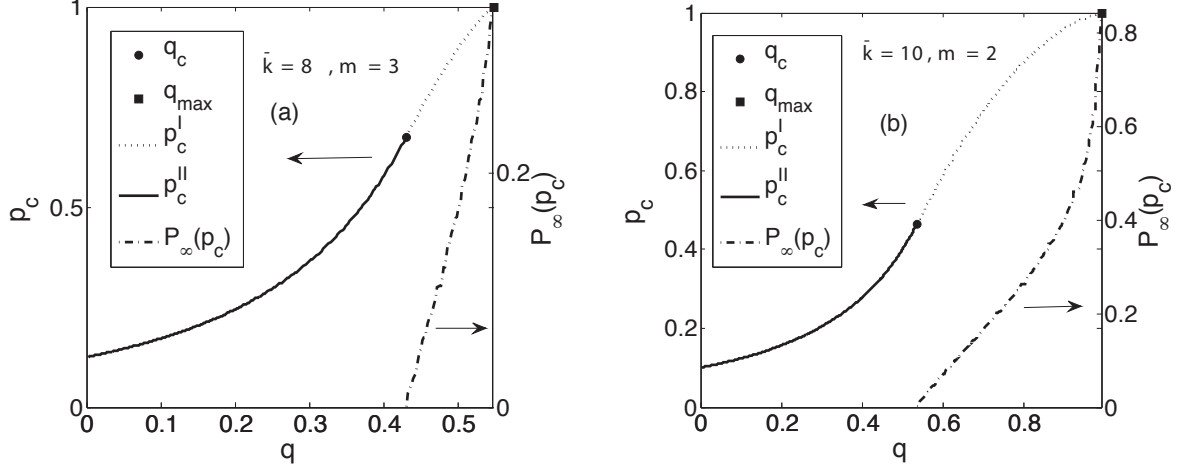 1
0.5
1
0
0.1
0.2
0.3
0.4
0.5
0
0.2
p_c
q
P_∞(p_c)
q_c
q_max
p_c^I
p_c^II
P_∞(p_c)
k̄ = 8 , m = 3
(a)
1
0.8
0.6
0.4
0.2
0
0
0.2
0.4
0.6
0.8
0
0.2
0.4
0.6
0.8
p_c
q
P_∞(p_c)
q_c
q_max
p_c^I
p_c^II
P_∞(p_c)
k̄ = 10 , m = 2
(b)